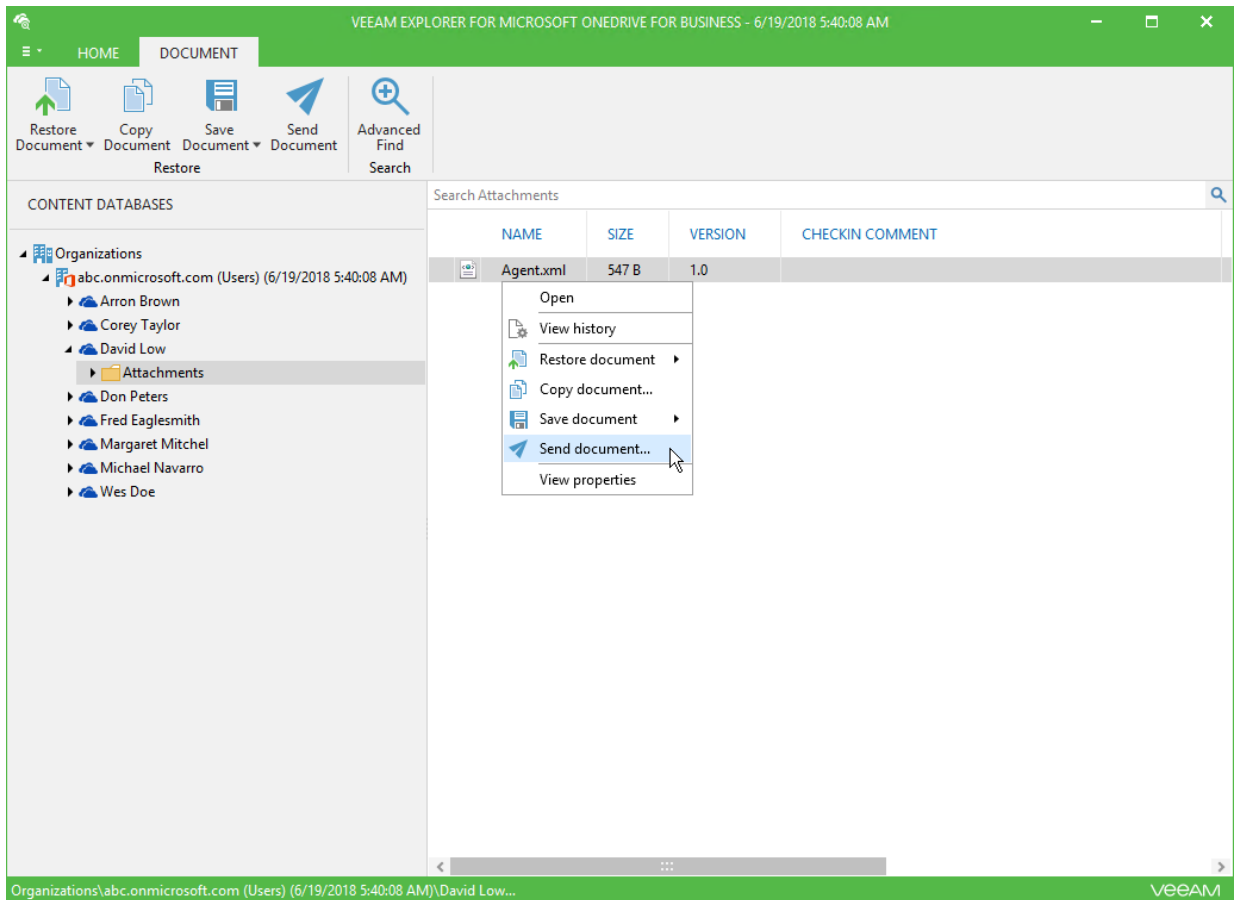 VEEAM EXPLORER FOR MICROSOFT ONEDRIVE FOR BUSINESS - 6/19/2018 5:40:08 AM
HOME DOCUMENT
Restore Document
Copy Document
Save Document
Send Document
Advanced Find
Restore
Search
CONTENT DATABASES
Organizations
abc.onmicrosoft.com (Users) (6/19/2018 5:40:08 AM)
Arron Brown
Corey Taylor
David Low
Attachments
Don Peters
Fred Eaglesmith
Margaret Mitchel
Michael Navarro
Wes Doe
Search Attachments
NAME SIZE VERSION CHECKIN COMMENT
Agent.xml 547 B 1.0
Open
View history
Restore document
Copy document...
Save document
Send document...
View properties
Organizations\abc.onmicrosoft.com (Users) (6/19/2018 5:40:08 AM)\David Low...
veeam